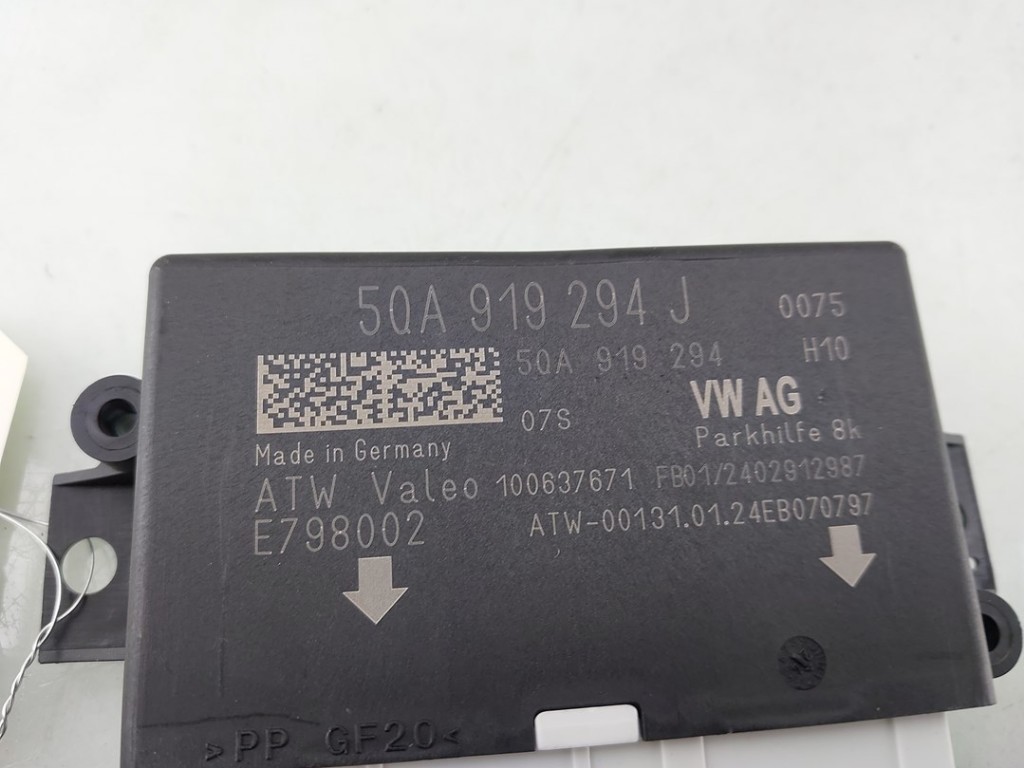 5QA 919 294 J 0075
5QA 919 294 H10
07S VW AG
Made in Germany Parkhilfe 8k
ATW Valeo 100637671 FB01/2402912987
E798002 ATW-00131.01.24EB070797
>PP GF20<